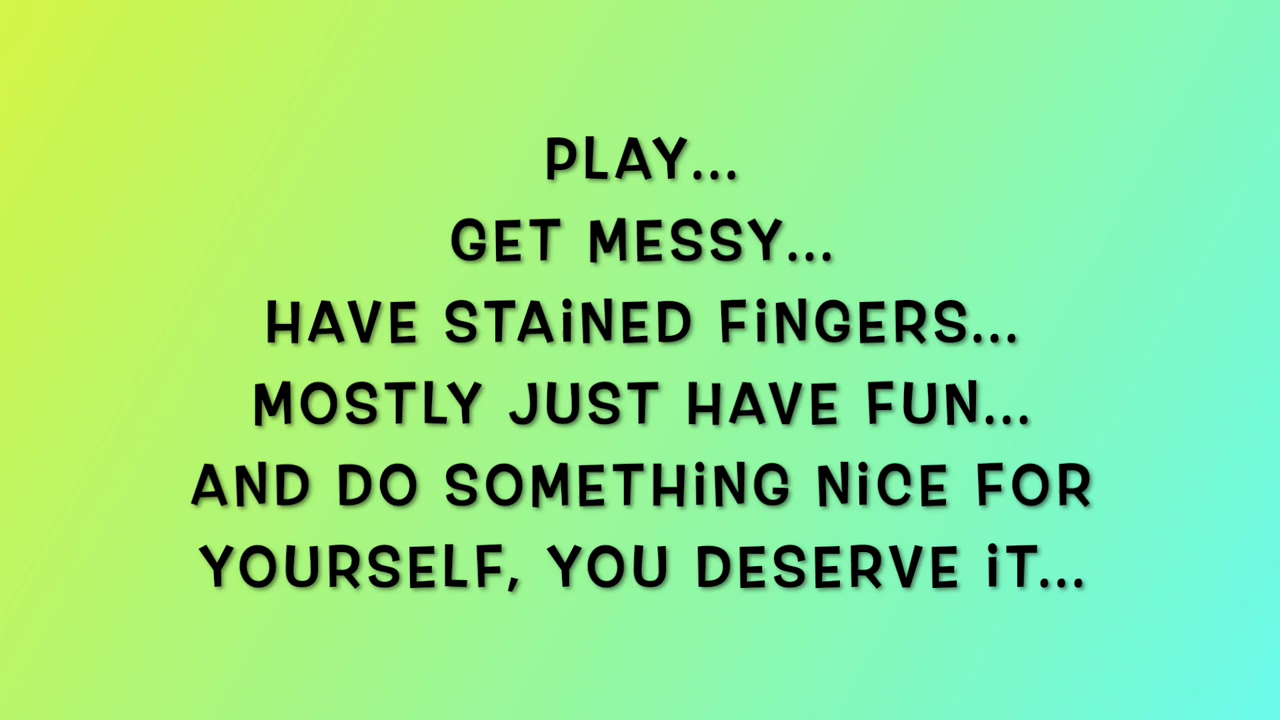 PLAY...
GET MESSY...
HAVE STAiNED FiNGERS...
MOSTLY JUST HAVE FUN...
AND DO SOMETHiNG NiCE FOR
YOURSELF, YOU DESERVE iT...